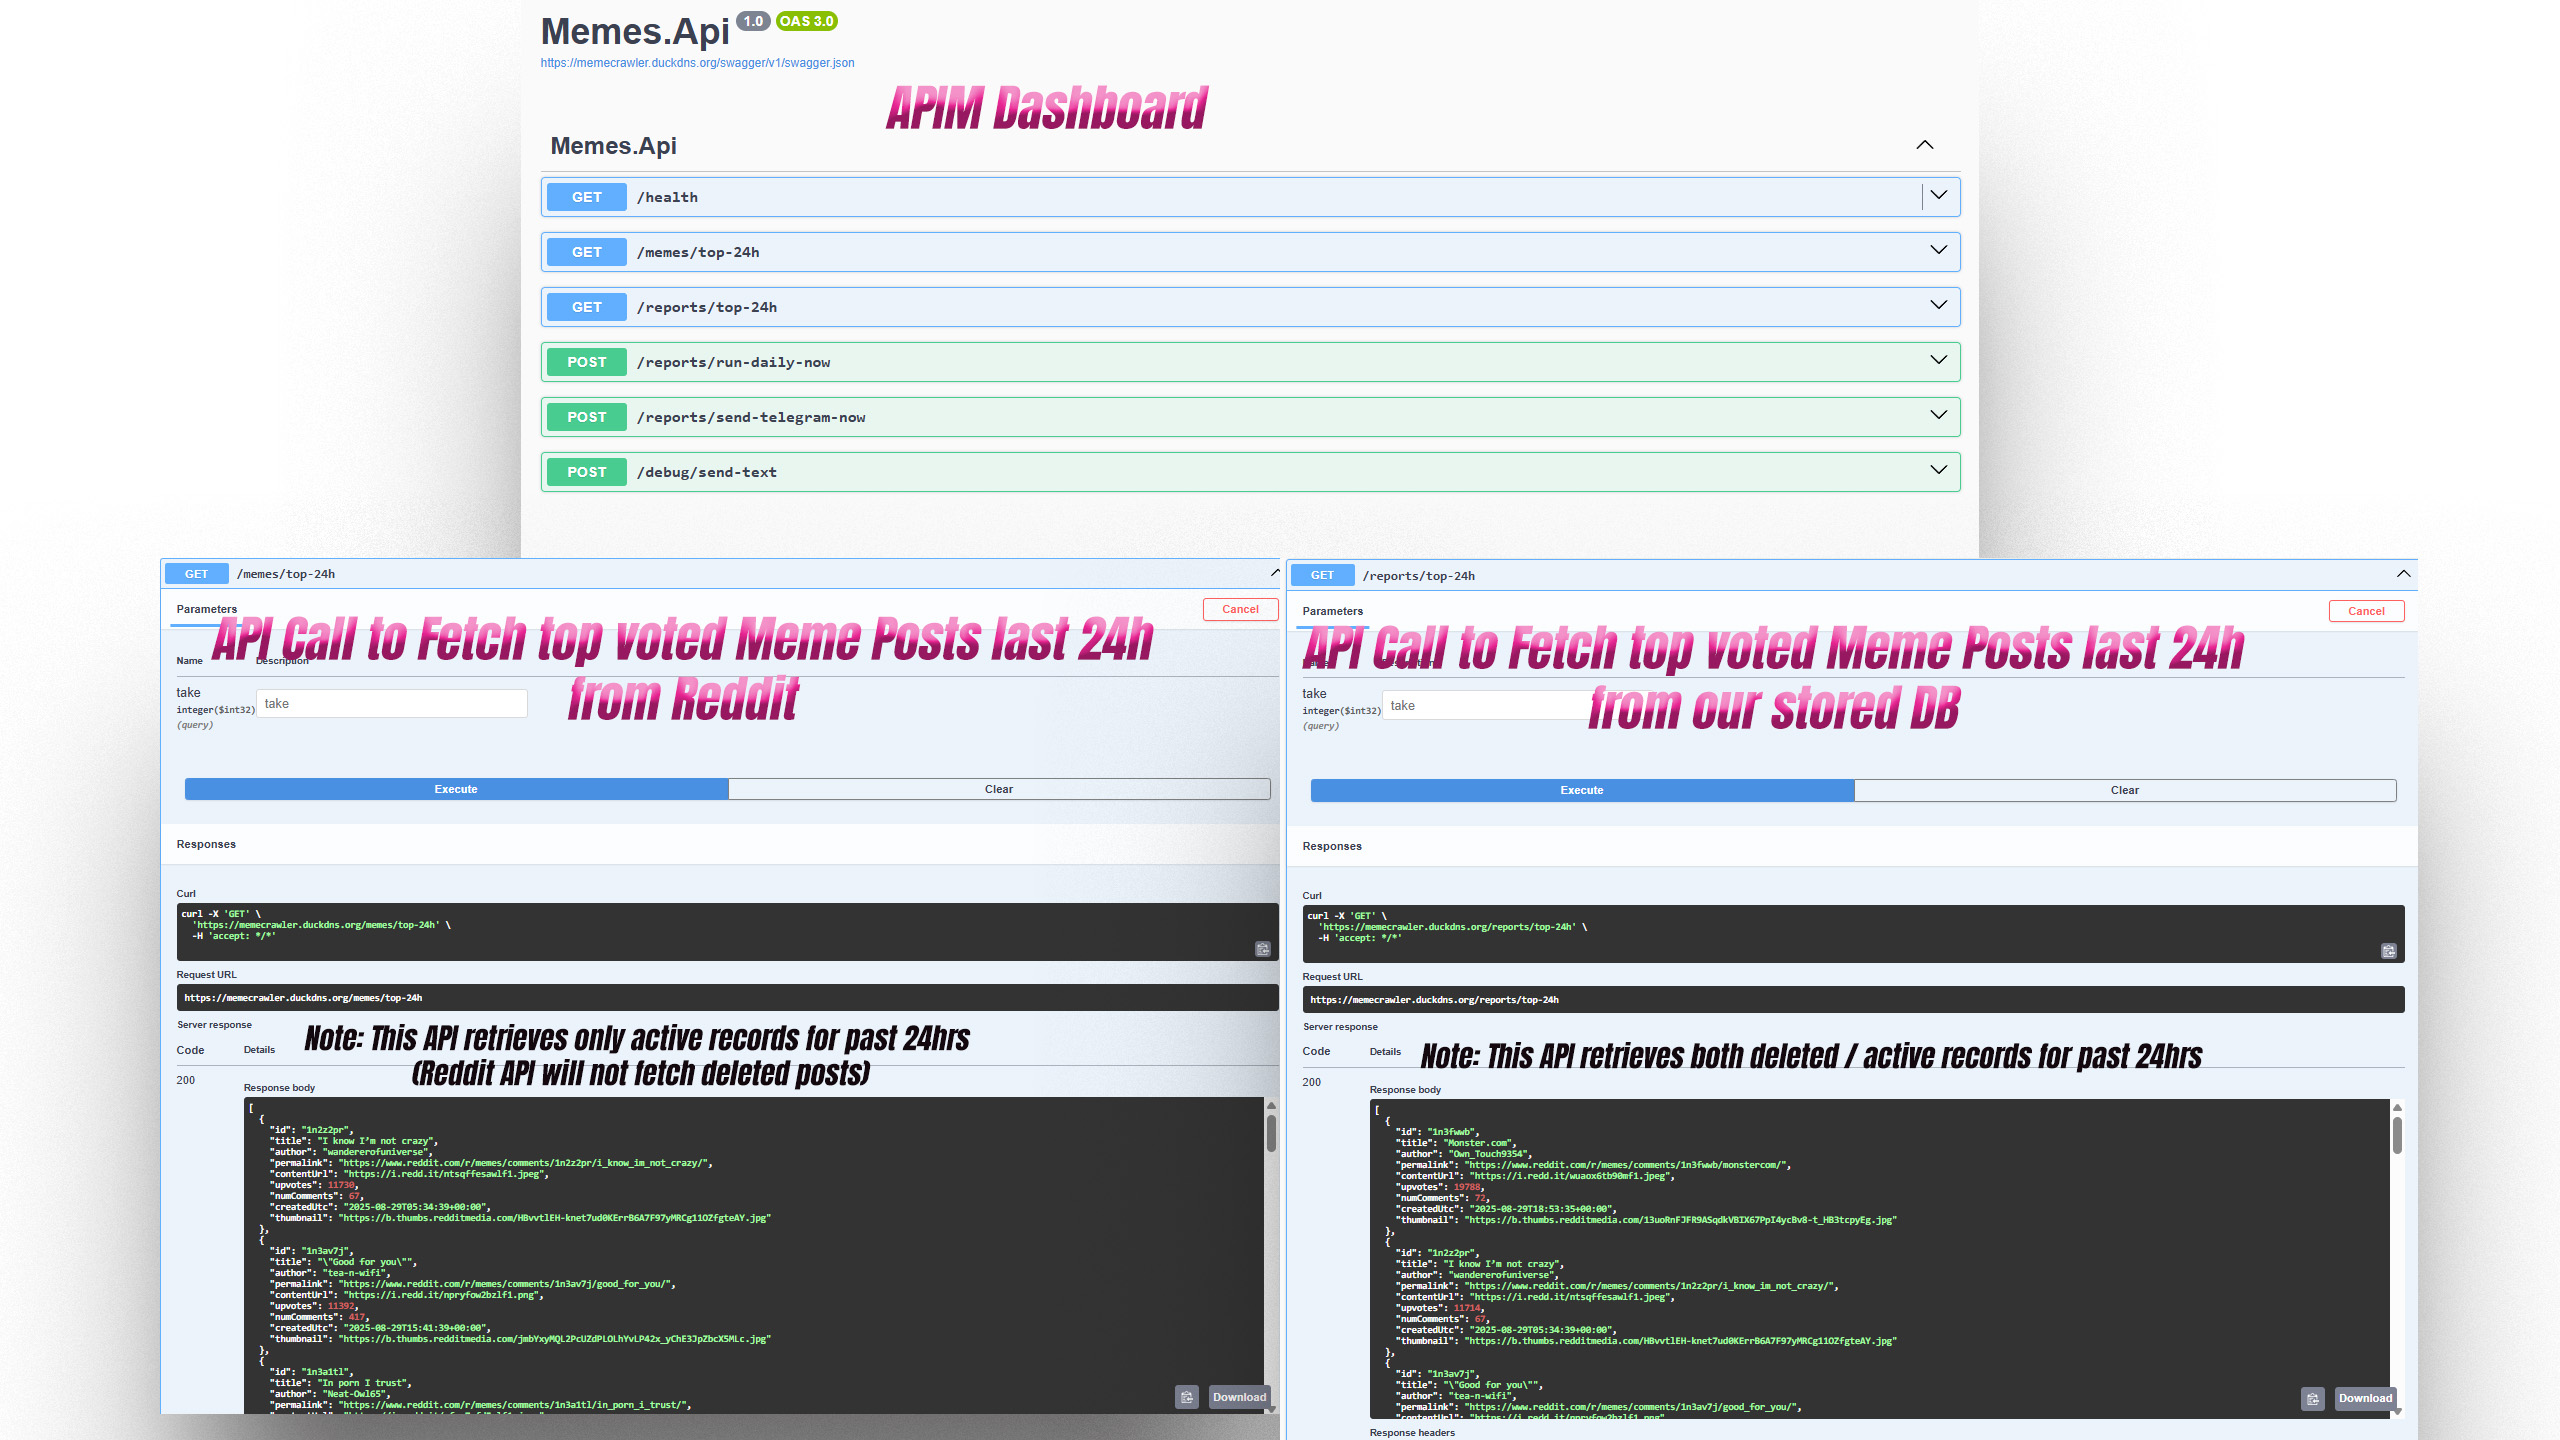 Memes.Api 1.0 OAS 3.0
https://memecrawler.duckdns.org/swagger/v1/swagger.json
APIM Dashboard
Memes.Api
GET /health
GET /memes/top-24h
GET /reports/top-24h
POST /reports/run-daily-now
POST /reports/send-telegram-now
POST /debug/send-text
GET /memes/top-24h
Parameters
Cancel
API Call to Fetch top voted Meme Posts last 24h
from Reddit
Name Description
take
integer($int32)
(query)
take
Execute Clear
Responses
Curl
curl -X 'GET' \
'https://memecrawler.duckdns.org/memes/top-24h' \
-H 'accept: */*'
Request URL
https://memecrawler.duckdns.org/memes/top-24h
Server response
Note: This API retrieves only active records for past 24hrs
(Reddit API will not fetch deleted posts)
Code Details
200
Response body
[
{
"id": "1n2z2pr",
"title": "I know I’m not crazy",
"author": "wandererofuniverse",
"permalink": "https://www.reddit.com/r/memes/comments/1n2z2pr/i_know_im_not_crazy/",
"contentUrl": "https://i.redd.it/ntsqffesawlf1.jpeg",
"upvotes": 11730,
"numComments": 67,
"createdUtc": "2025-08-29T05:34:39+00:00",
"thumbnail": "https://b.thumbs.redditmedia.com/HBvvtlEH-knet7ud0KErrB6A7F97yMRCg11OZfgteAY.jpg"
},
{
"id": "1n3av7j",
"title": "\"Good for you\"",
"author": "tea-n-wifi",
"permalink": "https://www.reddit.com/r/memes/comments/1n3av7j/good_for_you/",
"contentUrl": "https://i.redd.it/npryfow2bzlf1.png",
"upvotes": 11392,
"numComments": 417,
"createdUtc": "2025-08-29T15:41:39+00:00",
"thumbnail": "https://b.thumbs.redditmedia.com/jmbYxyMQL2PcUZdPLOLhYvLP42x_yChE3JpZbcX5MLc.jpg"
},
{
"id": "1n3a1tl",
"title": "In porn I trust",
"author": "Neat-Owl65",
"permalink": "https://www.reddit.com/r/memes/comments/1n3a1tl/in_porn_i_trust/",
Download
GET /reports/top-24h
Parameters
Cancel
API Call to Fetch top voted Meme Posts last 24h
from our stored DB
take
integer($int32)
(query)
take
Execute Clear
Responses
Curl
curl -X 'GET' \
'https://memecrawler.duckdns.org/reports/top-24h' \
-H 'accept: */*'
Request URL
https://memecrawler.duckdns.org/reports/top-24h
Server response
Code Details
Note: This API retrieves both deleted / active records for past 24hrs
200
Response body
[
{
"id": "1n3fwwb",
"title": "Monster.com",
"author": "Own_Touch9354",
"permalink": "https://www.reddit.com/r/memes/comments/1n3fwwb/monstercom/",
"contentUrl": "https://i.redd.it/wuaox6tb90mf1.jpeg",
"upvotes": 19788,
"numComments": 72,
"createdUtc": "2025-08-29T18:53:35+00:00",
"thumbnail": "https://b.thumbs.redditmedia.com/13uoRnFJFR9ASqdkVBIX67PpI4ycBv8-t_HB3tcpyEg.jpg"
},
{
"id": "1n2z2pr",
"title": "I know I’m not crazy",
"author": "wandererofuniverse",
"permalink": "https://www.reddit.com/r/memes/comments/1n2z2pr/i_know_im_not_crazy/",
"contentUrl": "https://i.redd.it/ntsqffesawlf1.jpeg",
"upvotes": 11714,
"numComments": 67,
"createdUtc": "2025-08-29T05:34:39+00:00",
"thumbnail": "https://b.thumbs.redditmedia.com/HBvvtlEH-knet7ud0KErrB6A7F97yMRCg11OZfgteAY.jpg"
},
{
"id": "1n3av7j",
"title": "\"Good for you\"",
"author": "tea-n-wifi",
"permalink": "https://www.reddit.com/r/memes/comments/1n3av7j/good_for_you/",
"contentUrl": "https://i.redd.it/npryfow2bzlf1.png",
Download
Response headers